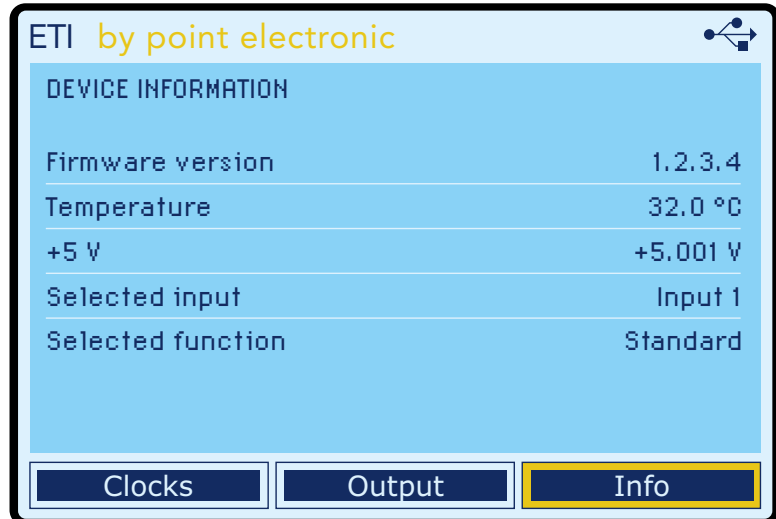 ETI by point electronic
DEVICE INFORMATION
Firmware version 1.2.3.4
Temperature 32.0 °C
+5 V +5.001 V
Selected input Input 1
Selected function Standard
Clocks Output Info